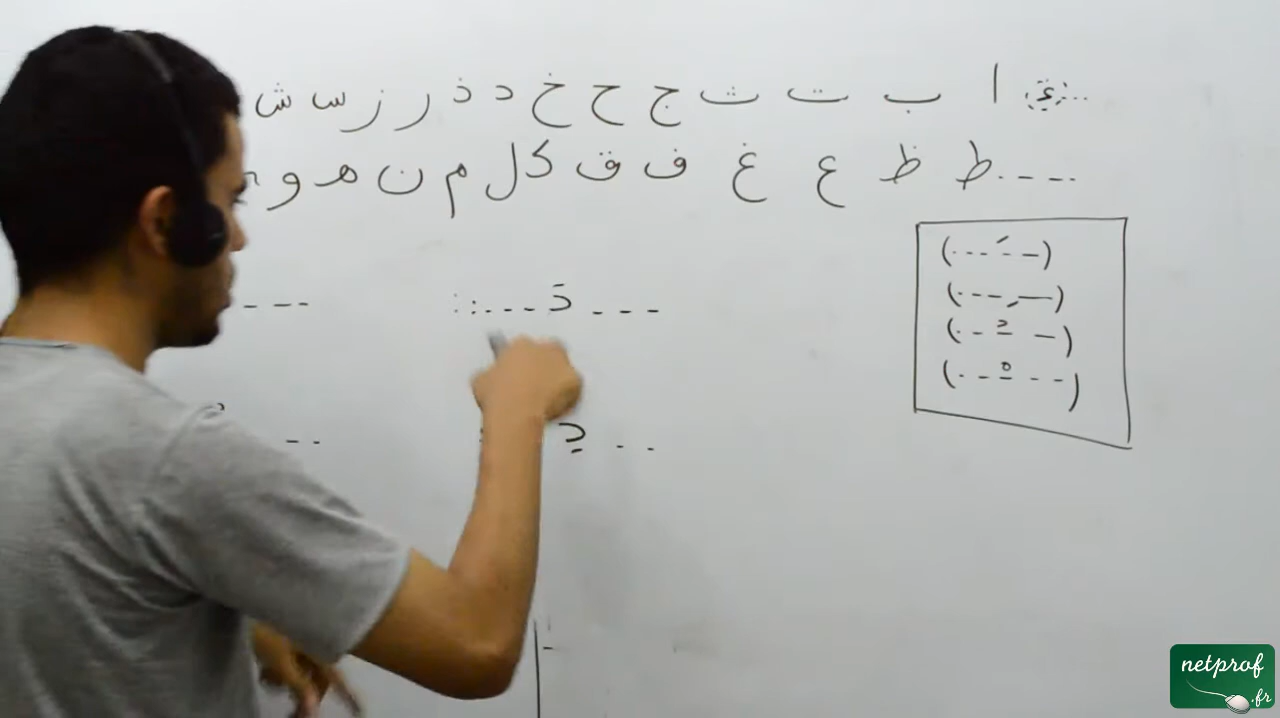 ء ا ب ت ث ج ح خ د ذ ر ز س ش
ط ظ ع غ ف ق ك ل م ن ه و
(---َ--)
(---ِ--)
(--ُ--)
(--ْ--)
دَ
دِ
netprof
.fr